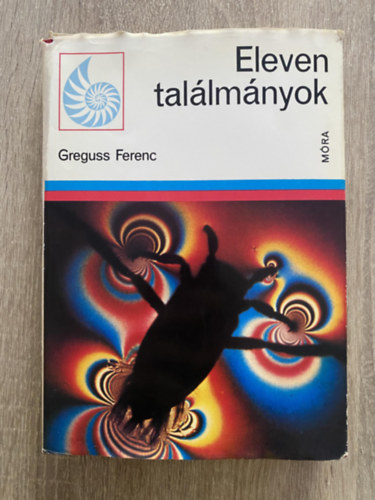 Eleven
találmányok
Greguss Ferenc
MÓRA